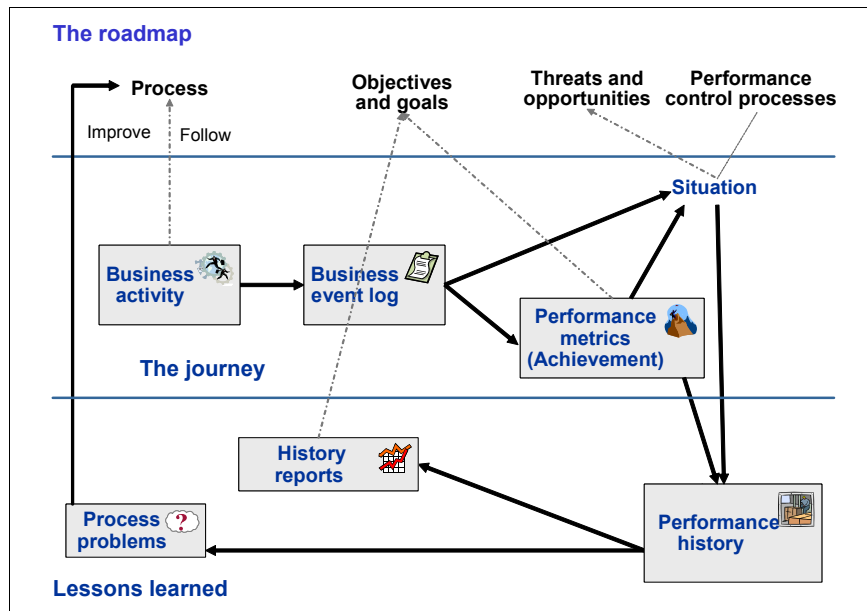 The roadmap
Process
Objectives
and goals
Threats and
opportunities
Performance
control processes
Improve
Follow
Situation
Business
activity
Business
event log
Performance
metrics
(Achievement)
The journey
History
reports
Process
problems
?
Performance
history
Lessons learned